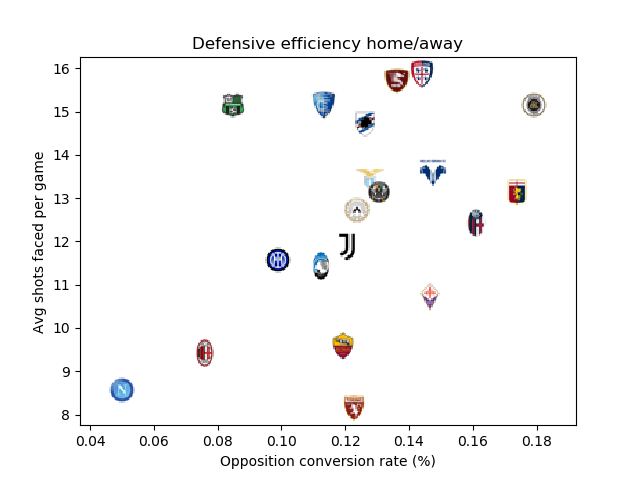 Defensive efficiency home/away
Avg shots faced per game
16
15
14
13
12
11
10
9
8
N
0.04 0.06 0.08 0.10 0.12 0.14 0.16 0.18
Opposition conversion rate (%)